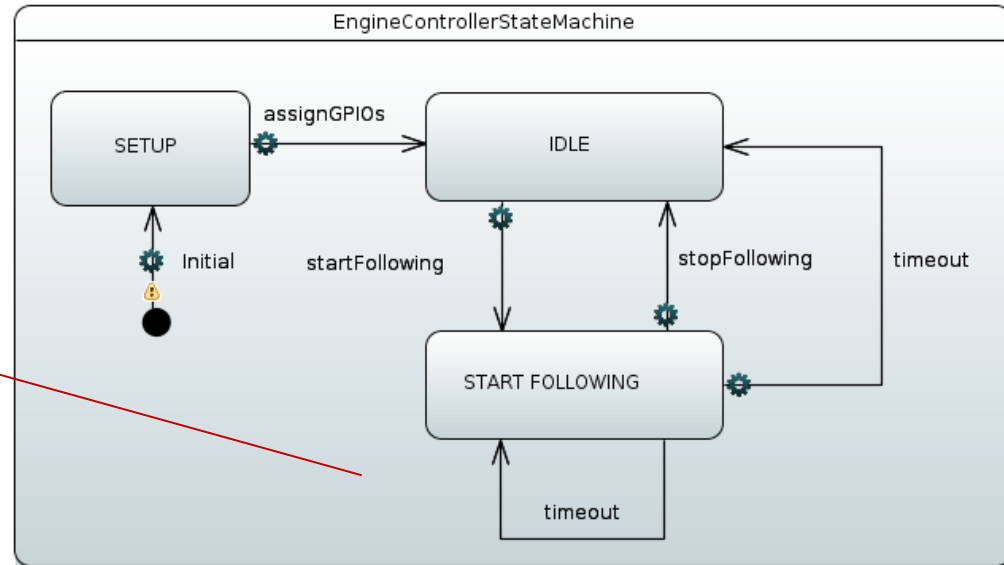 EngineControllerStateMachine
assignGPIOs
SETUP
IDLE
Initial
startFollowing
stopFollowing
timeout
START FOLLOWING
timeout